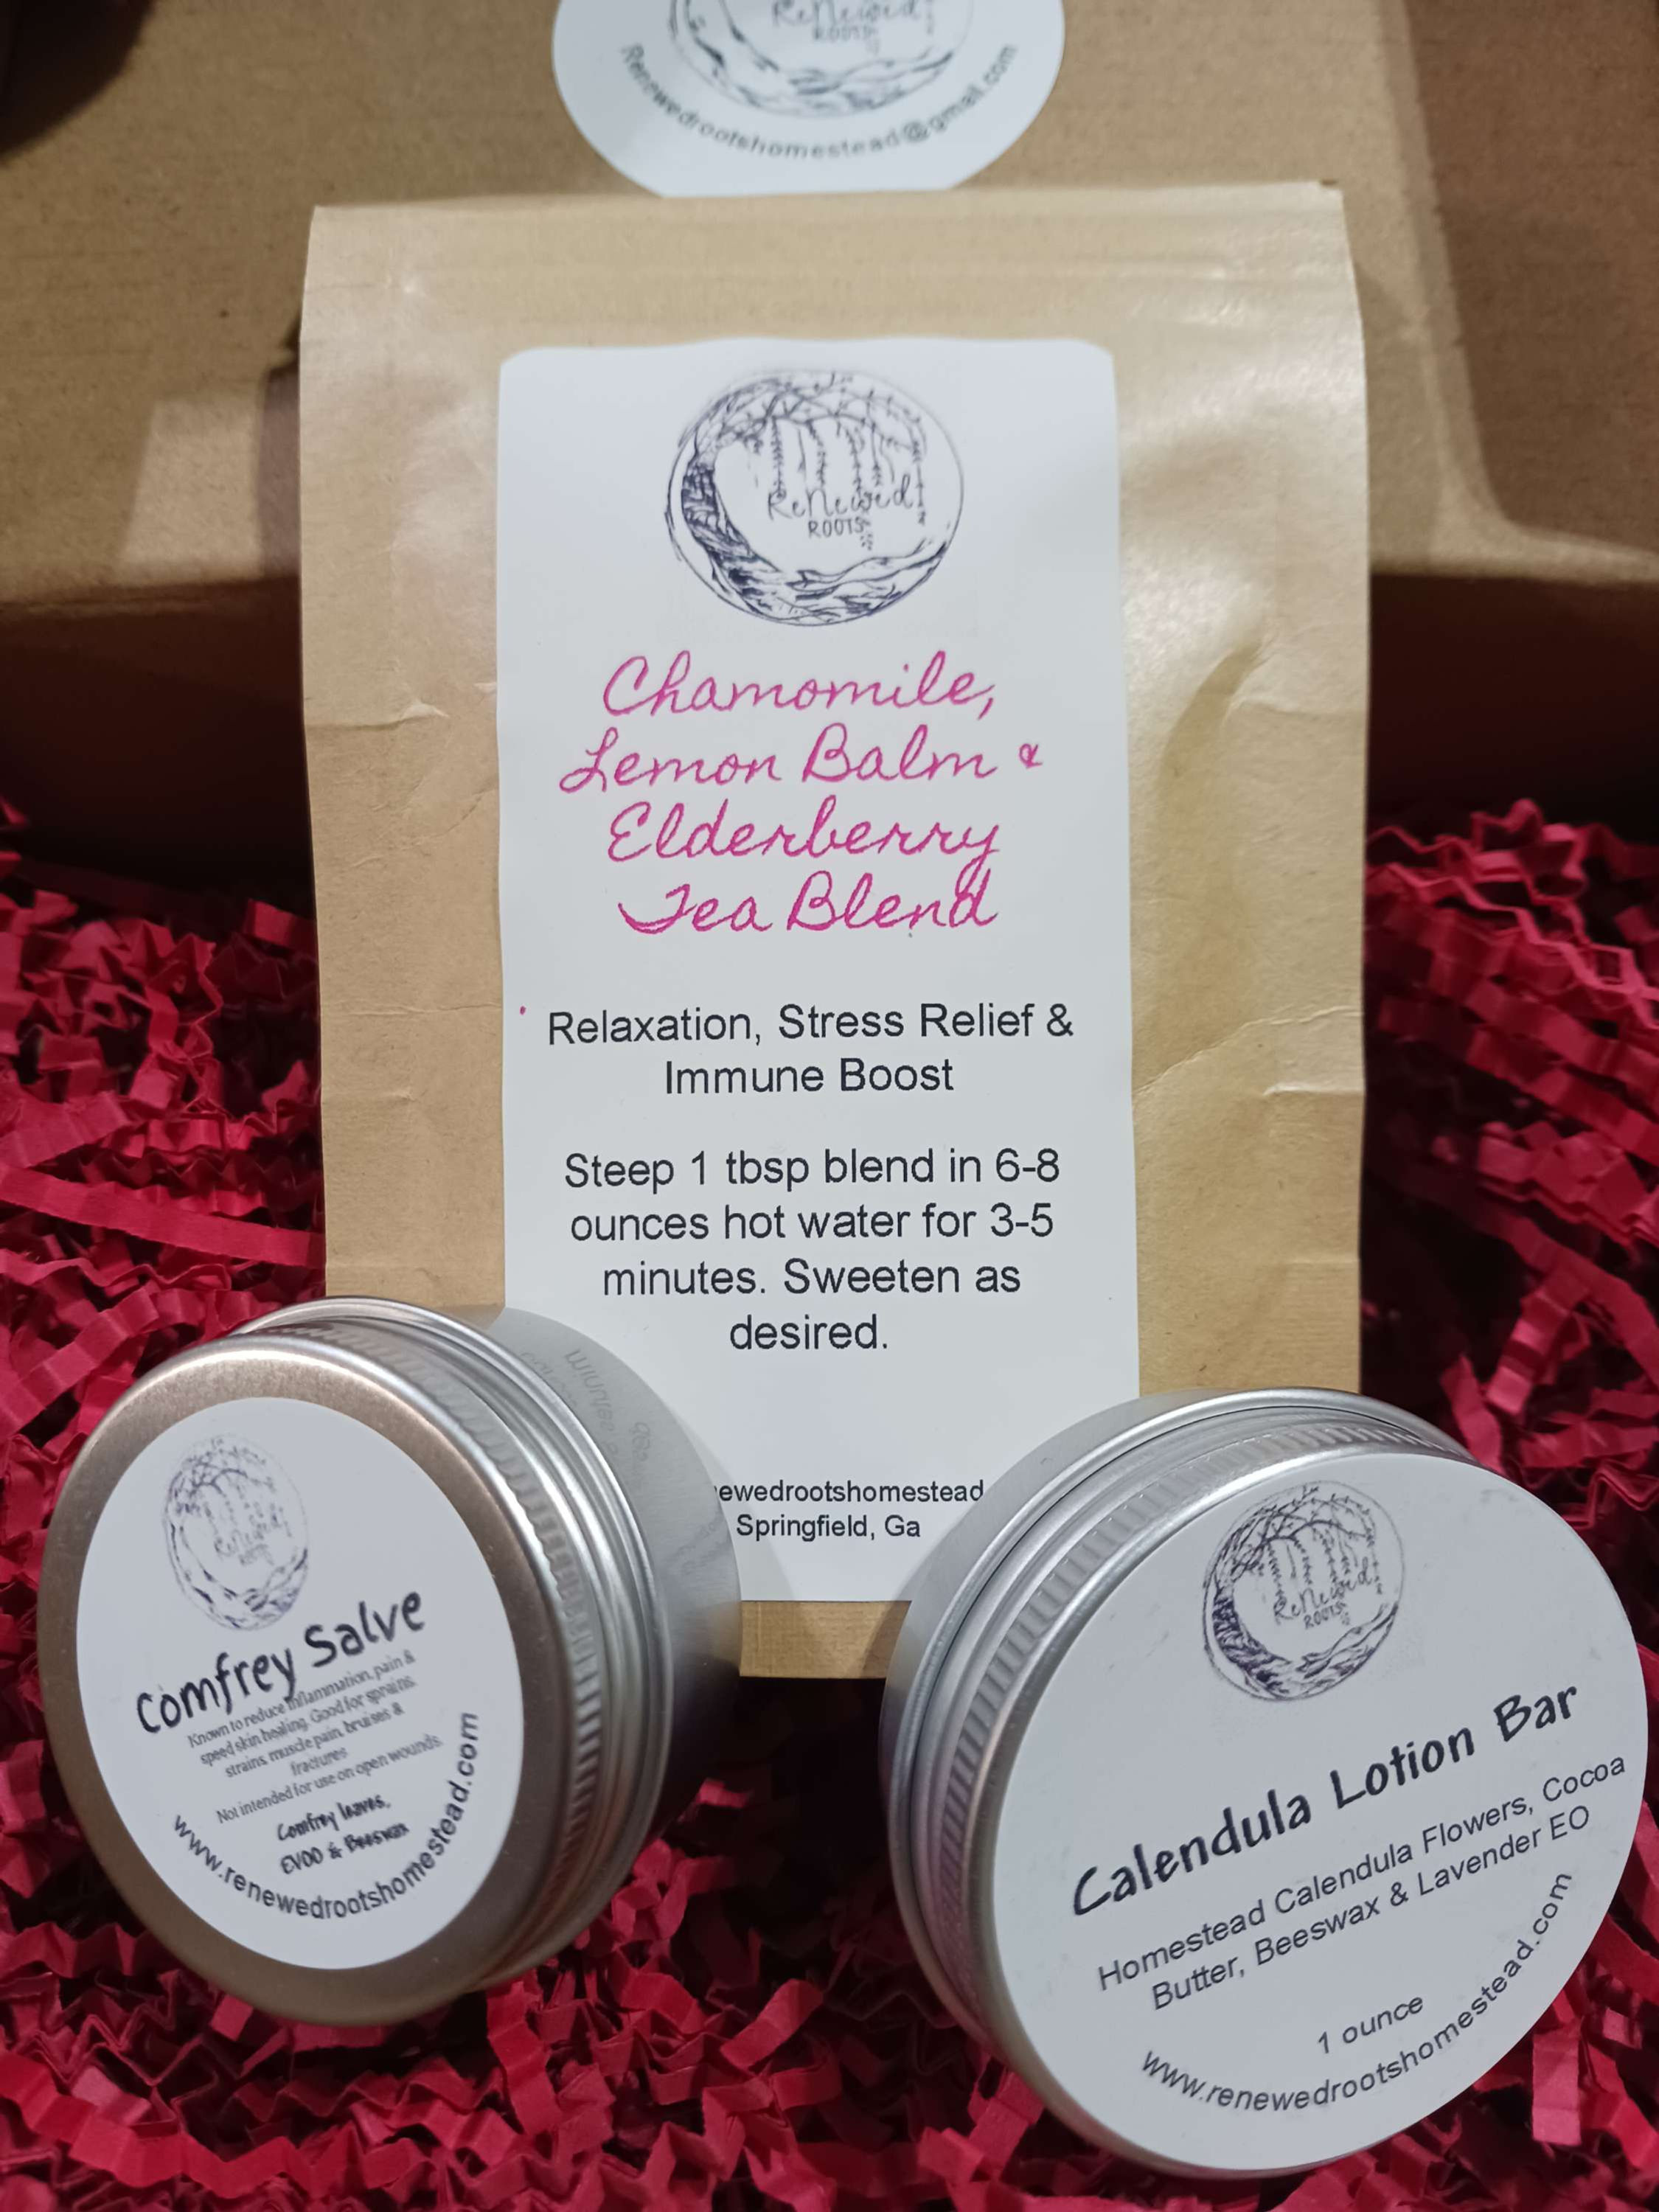 ReNewed
ROOTS
Renewedrootshomestead@gmail.com
ReNewed
ROOTS
Chamomile,
Lemon Balm &
Elderberry
Tea Blend
Relaxation, Stress Relief &
Immune Boost
Steep 1 tbsp blend in 6-8
ounces hot water for 3-5
minutes. Sweeten as
desired.
ewedrootshomestead
Springfield, Ga
ReNewed
ROOTS
Comfrey Salve
Known to reduce inflammation, pain &
speed skin healing. Good for sprains,
strains, muscle pain, bruises &
fractures
Not intended for use on open wounds.
Comfrey leaves,
EVOO & Beeswax
www.renewedrootshomestead.com
ReNewed
ROOTS
Calendula Lotion Bar
Homestead Calendula Flowers, Cocoa
Butter, Beeswax & Lavender EO
1 ounce
www.renewedrootshomestead.com